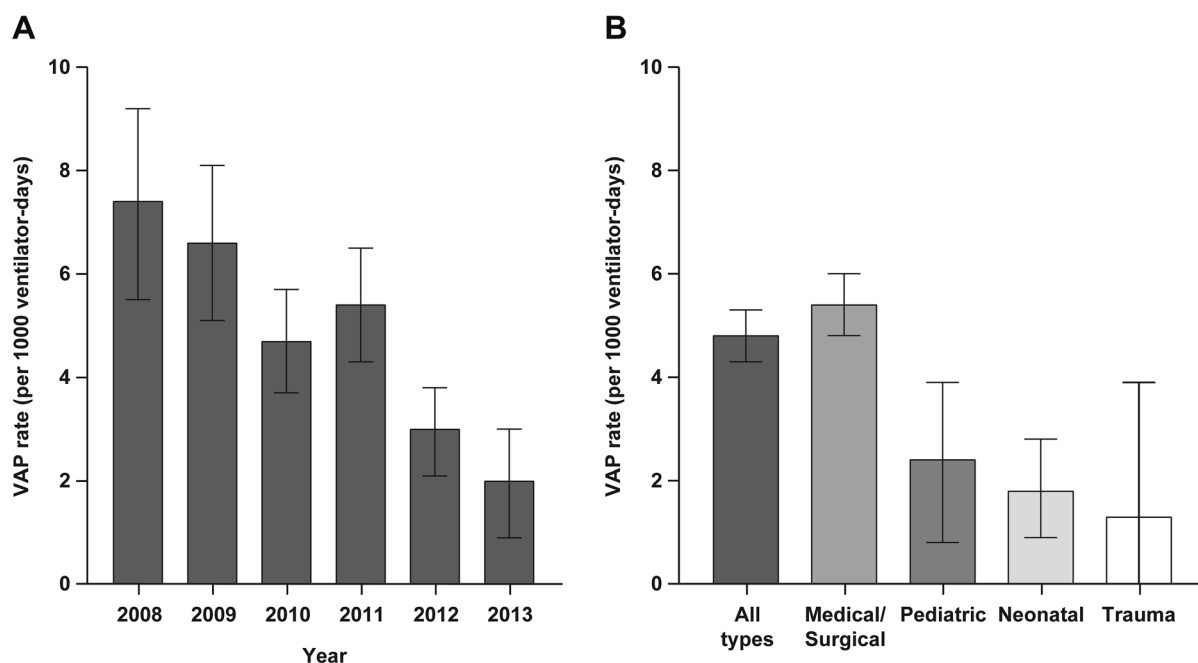 A
VAP rate (per 1000 ventilator-days)
10
8
6
4
2
0
2008 2009 2010 2011 2012 2013
Year
B
VAP rate (per 1000 ventilator-days)
10
8
6
4
2
0
All types
Medical/
Surgical
Pediatric
Neonatal
Trauma